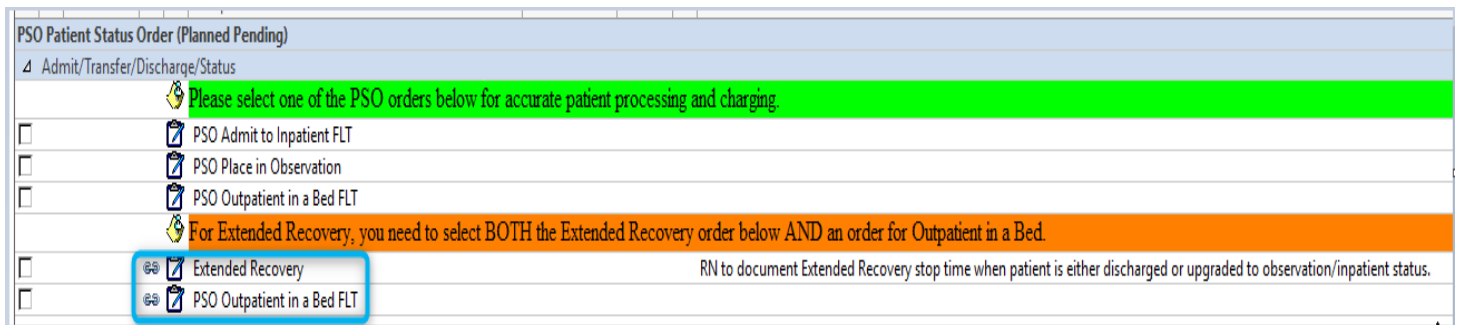 PSO Patient Status Order (Planned Pending)
Admit/Transfer/Discharge/Status
Please select one of the PSO orders below for accurate patient processing and charging.
PSO Admit to Inpatient FLT
PSO Place in Observation
PSO Outpatient in a Bed FLT
For Extended Recovery, you need to select BOTH the Extended Recovery order below AND an order for Outpatient in a Bed.
Extended Recovery RN to document Extended Recovery stop time when patient is either discharged or upgraded to observation/inpatient status.
PSO Outpatient in a Bed FLT